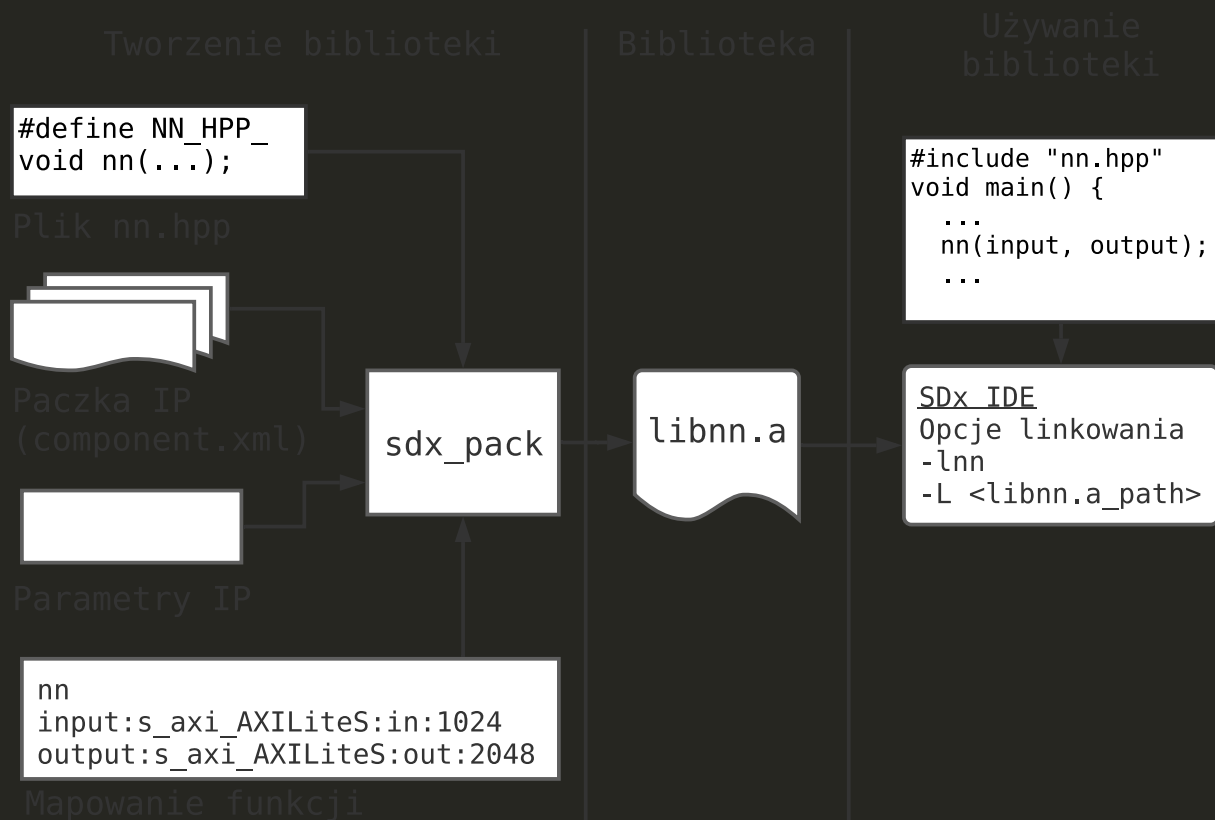 Tworzenie biblioteki
Biblioteka
Używanie
biblioteki
#define NN_HPP_
void nn(...);
Plik nn.hpp
Paczka IP
(component.xml)
Parametry IP
sdx_pack
nn
input:s_axi_AXILiteS:in:1024
output:s_axi_AXILiteS:out:2048
Mapowanie funkcji
libnn.a
#include "nn.hpp"
void main() {
...
nn(input, output);
...
SDx IDE
Opcje linkowania
-lnn
-L <libnn.a_path>